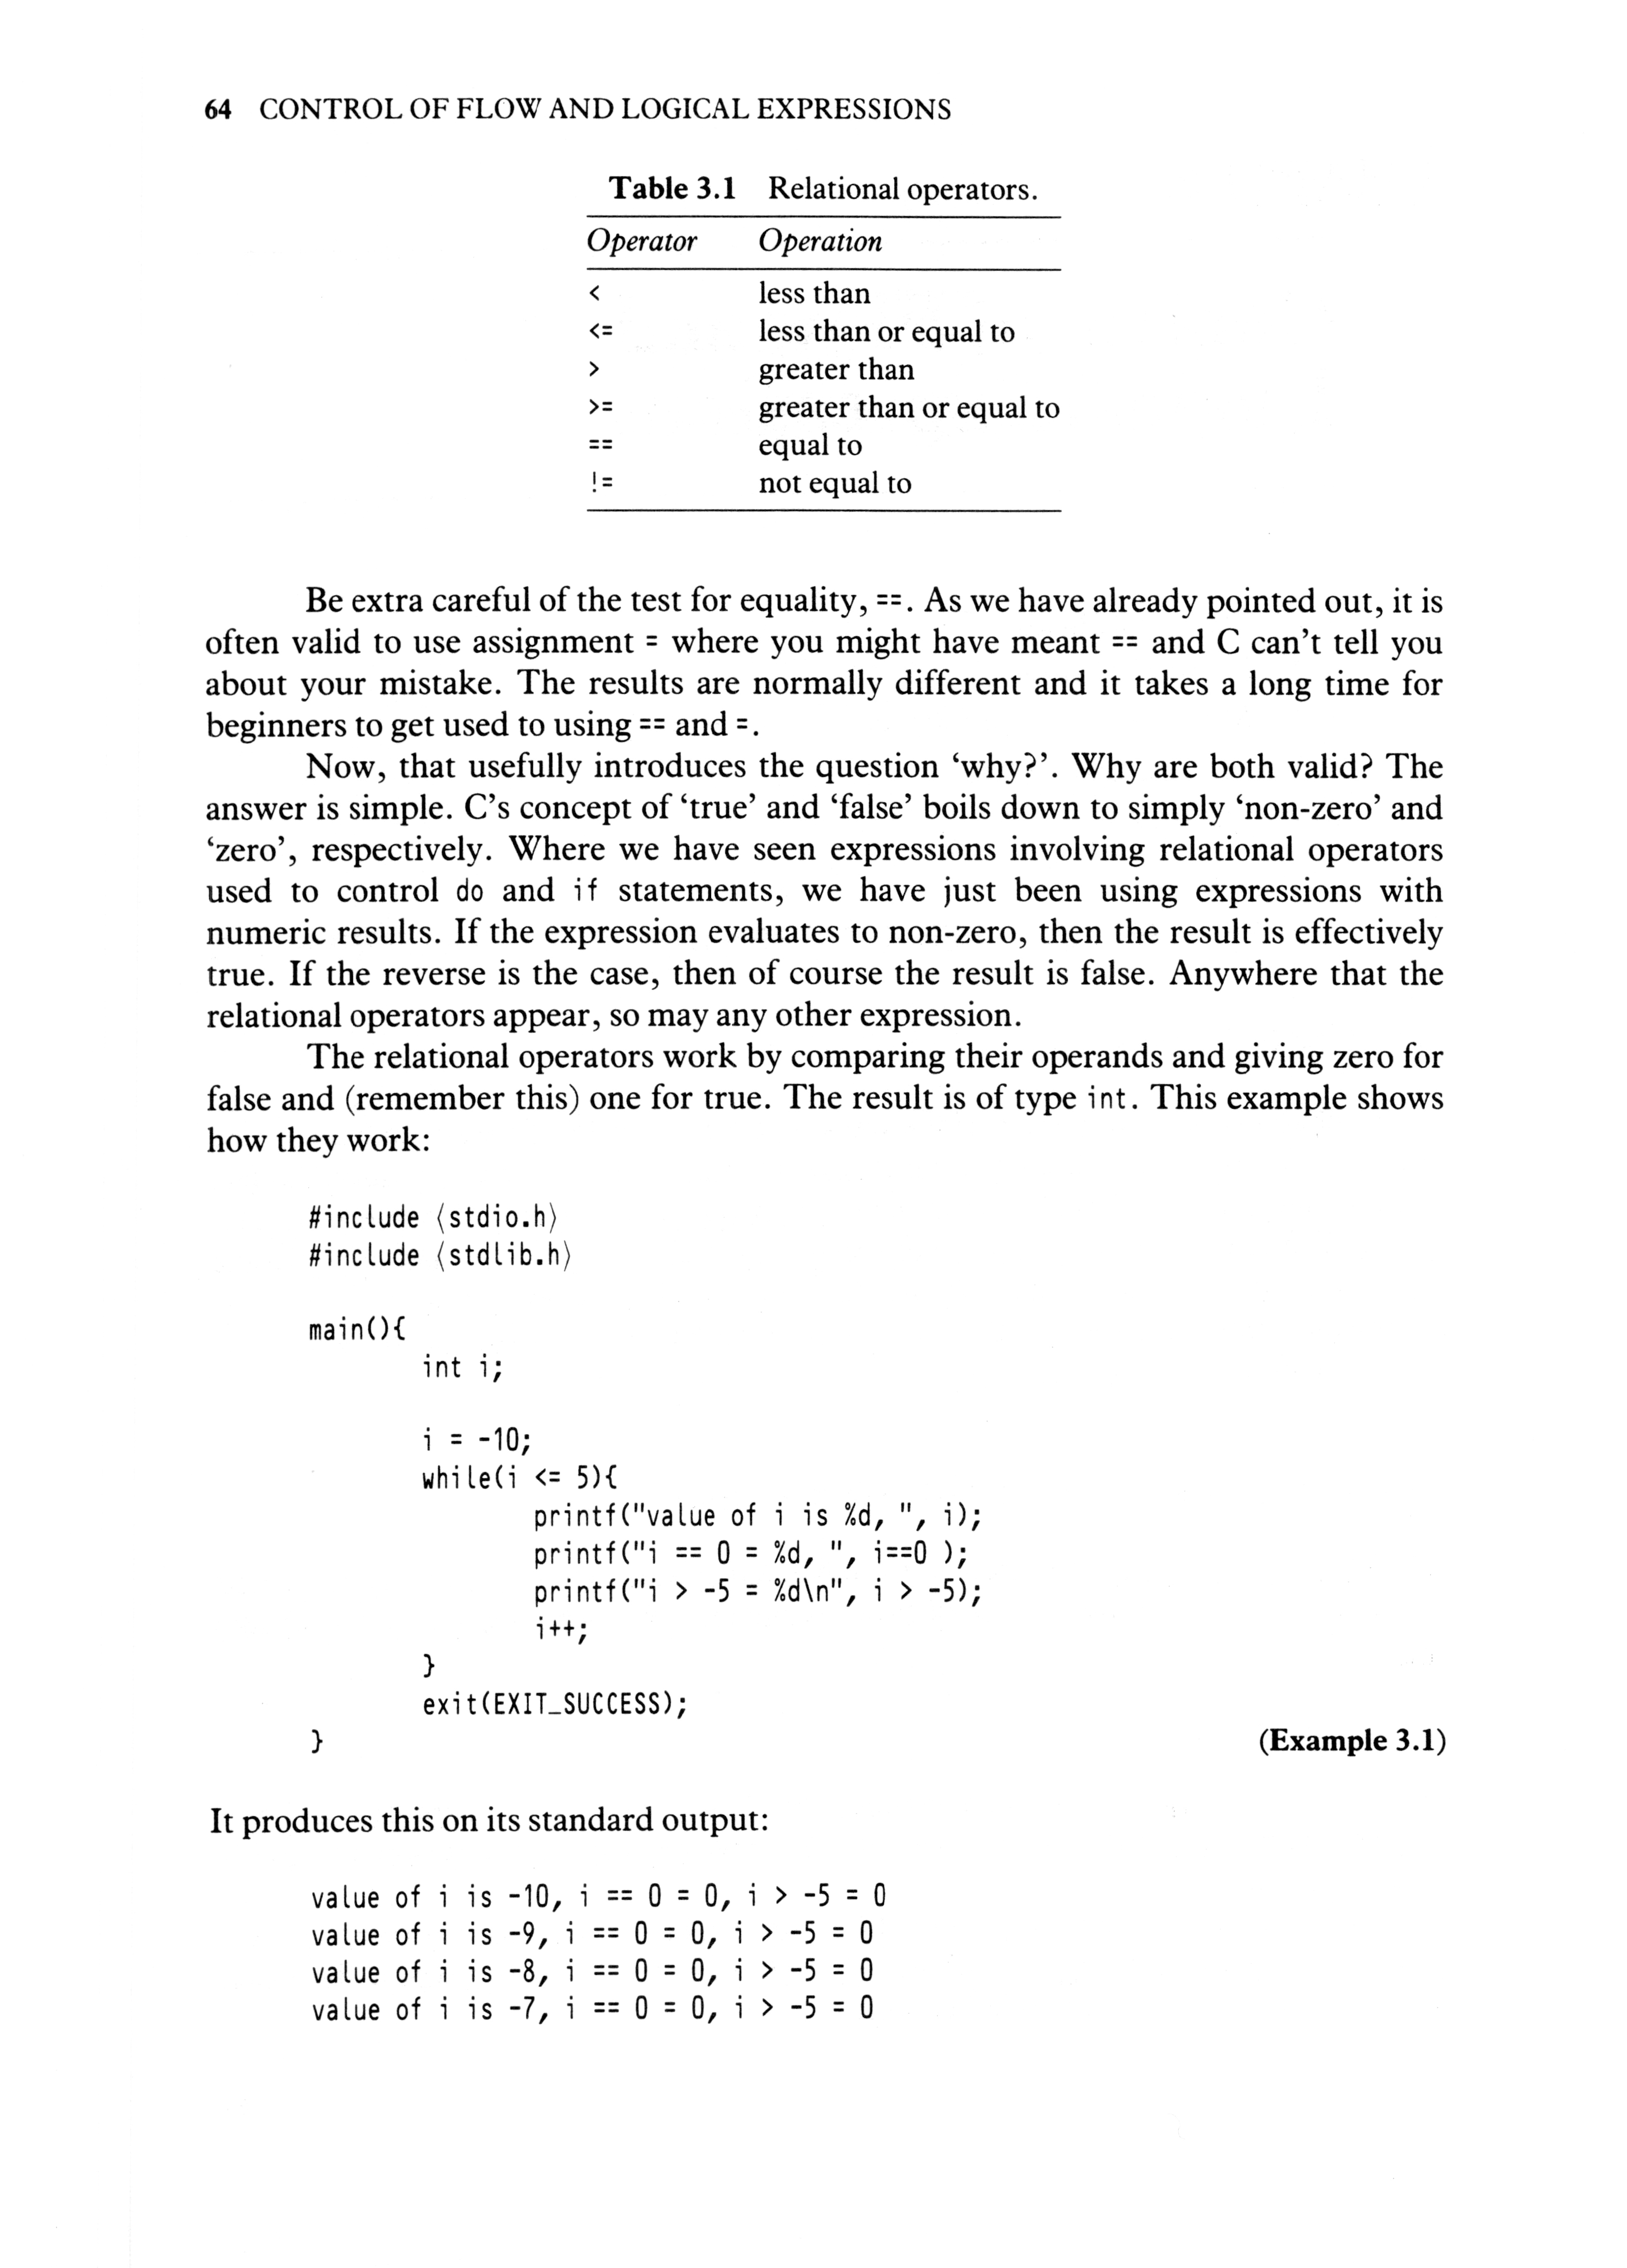 64 CONTROL OF FLOW AND LOGICAL EXPRESSIONS
Table 3.1 Relational operators.
Operator Operation
< less than
<= less than or equal to
> greater than
>= greater than or equal to
== equal to
!= not equal to
Be extra careful of the test for equality, ==. As we have already pointed out, it is
often valid to use assignment = where you might have meant == and C can’t tell you
about your mistake. The results are normally different and it takes a long time for
beginners to get used to using == and =.
Now, that usefully introduces the question ‘why?’. Why are both valid? The
answer is simple. C’s concept of ‘true’ and ‘false’ boils down to simply ‘non-zero’ and
‘zero’, respectively. Where we have seen expressions involving relational operators
used to control do and if statements, we have just been using expressions with
numeric results. If the expression evaluates to non-zero, then the result is effectively
true. If the reverse is the case, then of course the result is false. Anywhere that the
relational operators appear, so may any other expression.
The relational operators work by comparing their operands and giving zero for
false and (remember this) one for true. The result is of type int. This example shows
how they work:
#include ⟨stdio.h⟩
#include ⟨stdlib.h⟩
main(){
int i;
i = -10;
while(i <= 5){
printf("value of i is %d, ", i);
printf("i == 0 = %d, ", i==0 );
printf("i > -5 = %d\n", i > -5);
i++;
}
exit(EXIT_SUCCESS);
} (Example 3.1)
It produces this on its standard output:
value of i is -10, i == 0 = 0, i > -5 = 0
value of i is -9, i == 0 = 0, i > -5 = 0
value of i is -8, i == 0 = 0, i > -5 = 0
value of i is -7, i == 0 = 0, i > -5 = 0